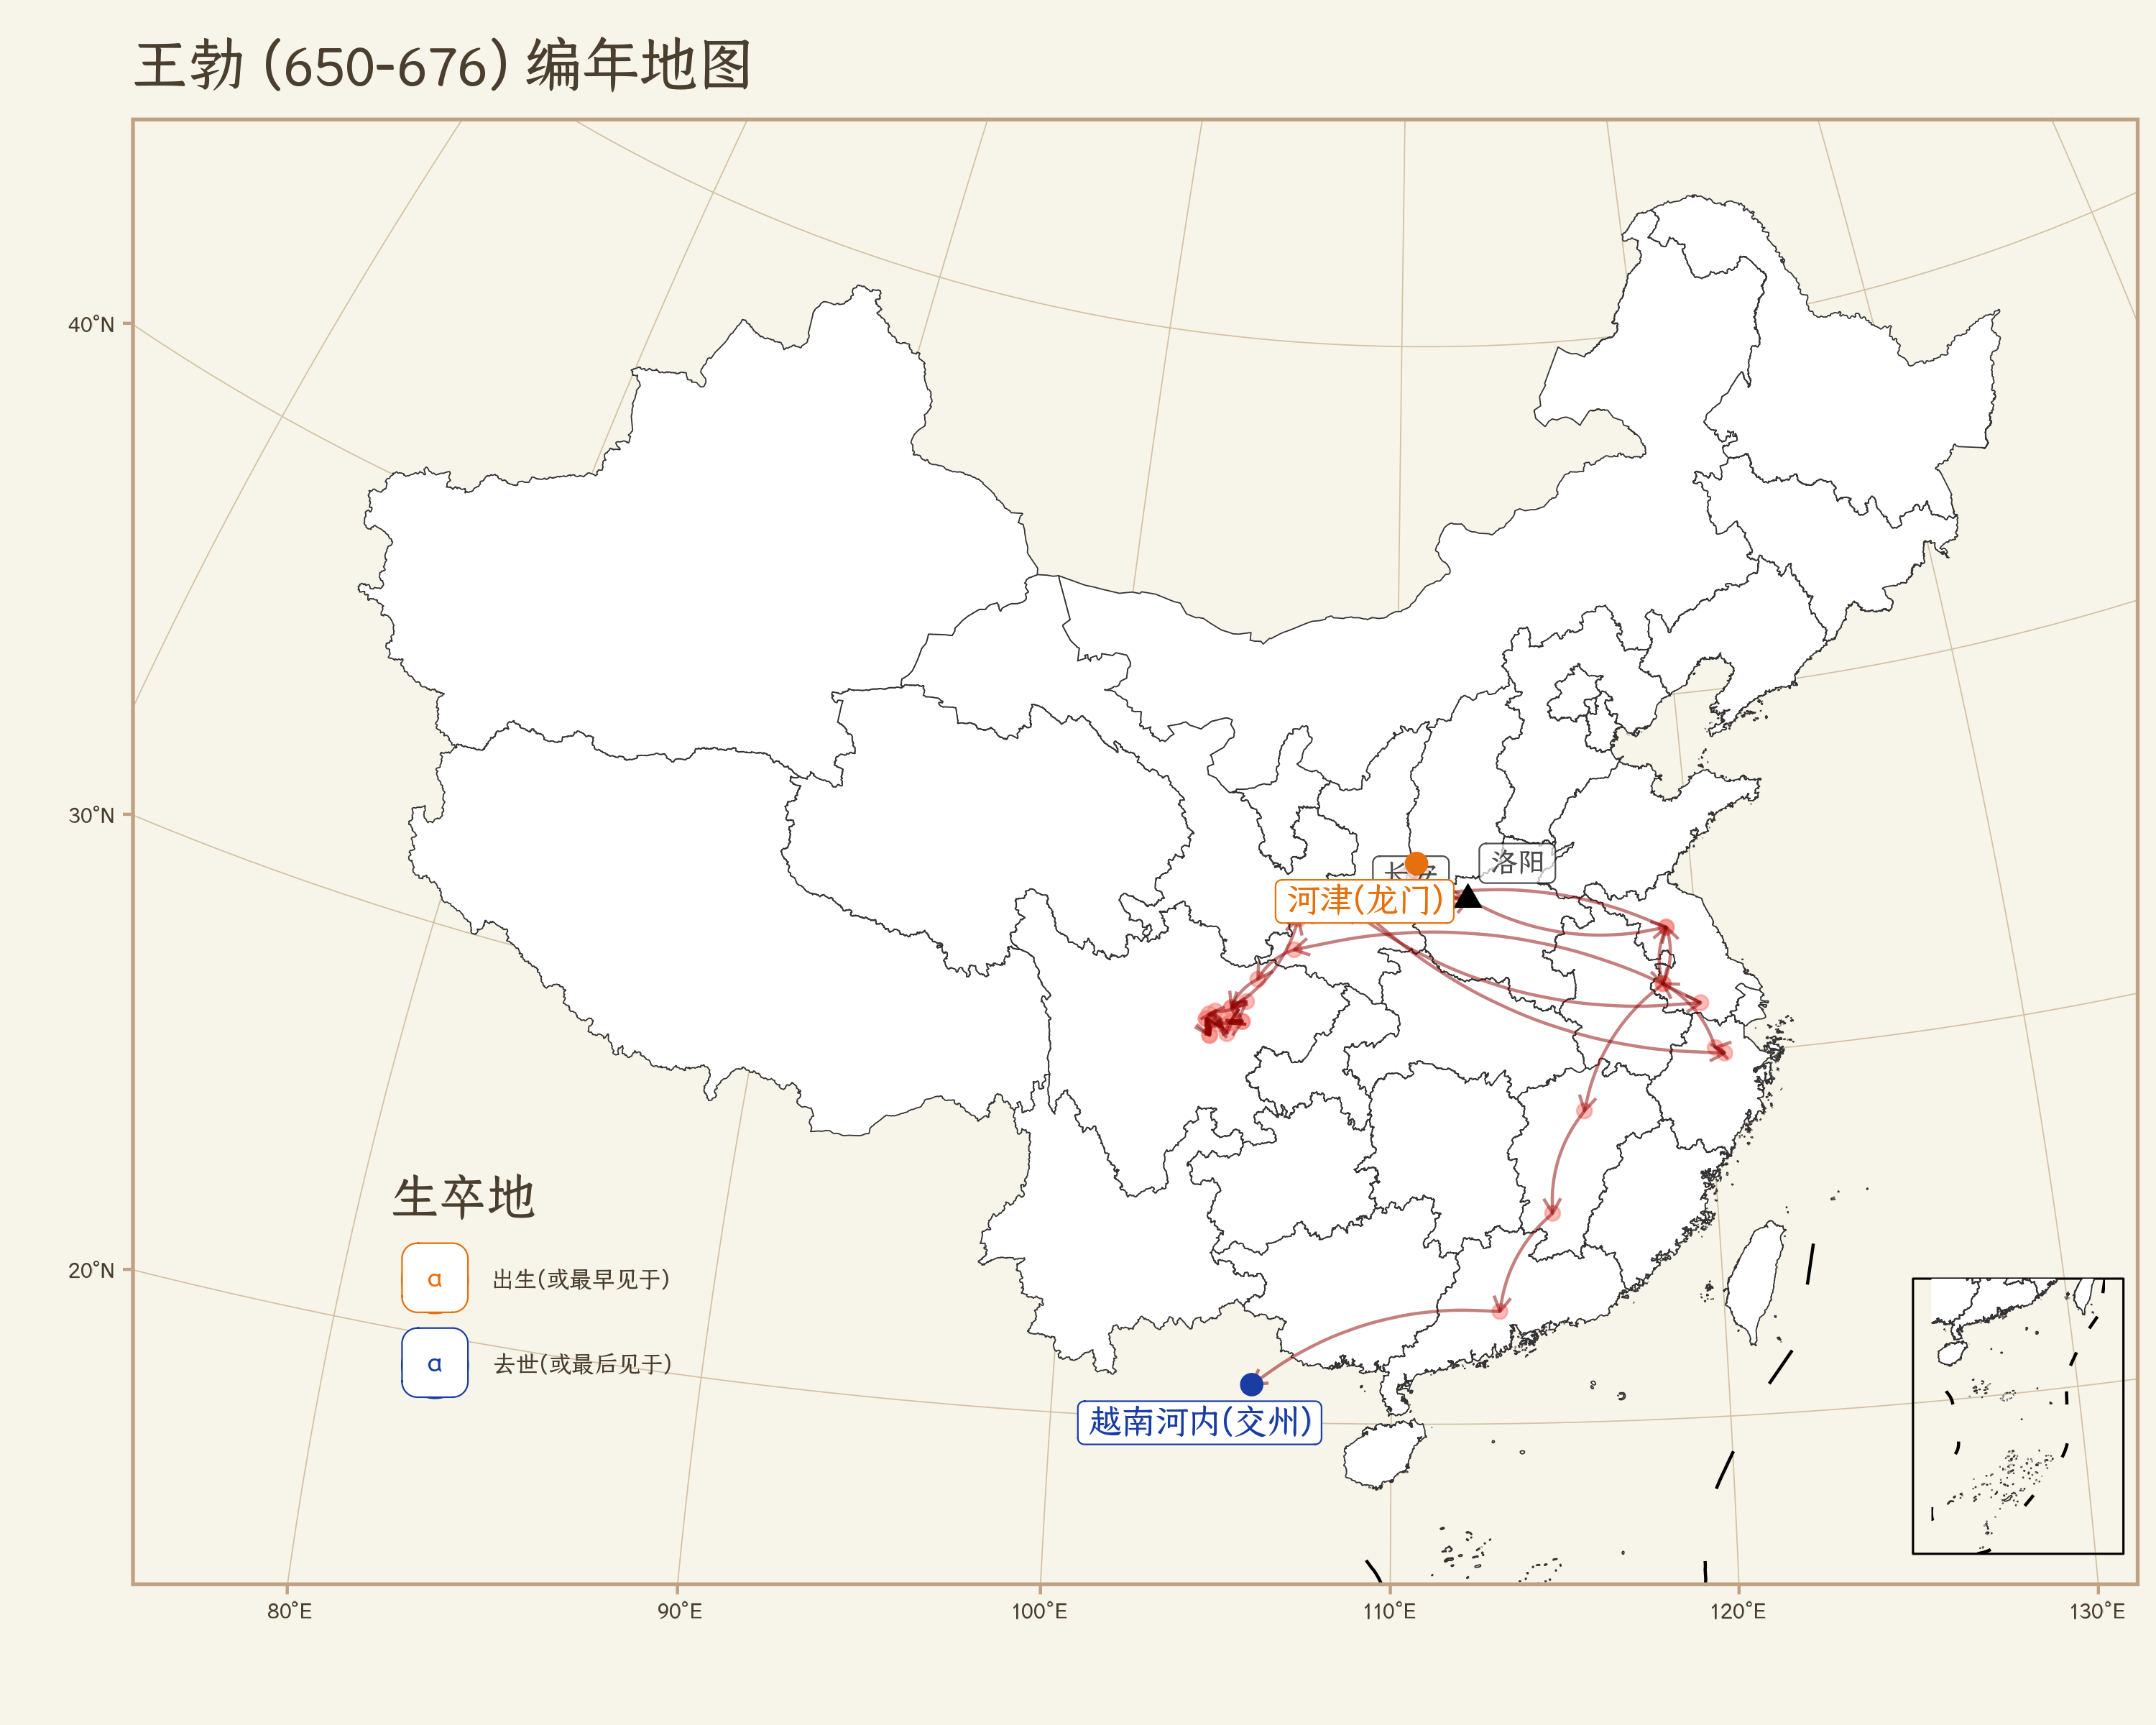 王勃 (650-676) 编年地图
40°N
30°N
20°N
洛阳
长安
河津(龙门)
越南河内(交州)
生卒地
a 出生(或最早见于)
a 去世(或最后见于)
80°E 90°E 100°E 110°E 120°E 130°E